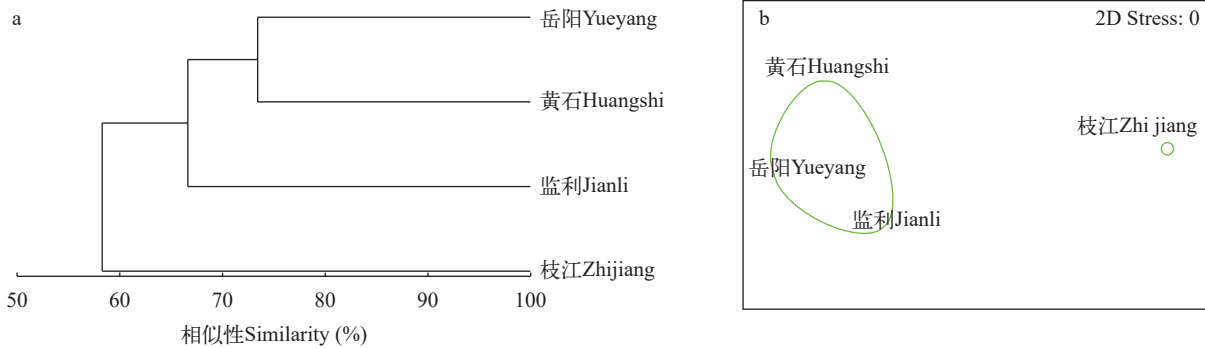 a
岳阳Yueyang
黄石Huangshi
监利Jianli
枝江Zhijiang
50 60 70 80 90 100
相似性Similarity (%)
b
2D Stress: 0
黄石Huangshi
枝江Zhi jiang
岳阳Yueyang
监利Jianli